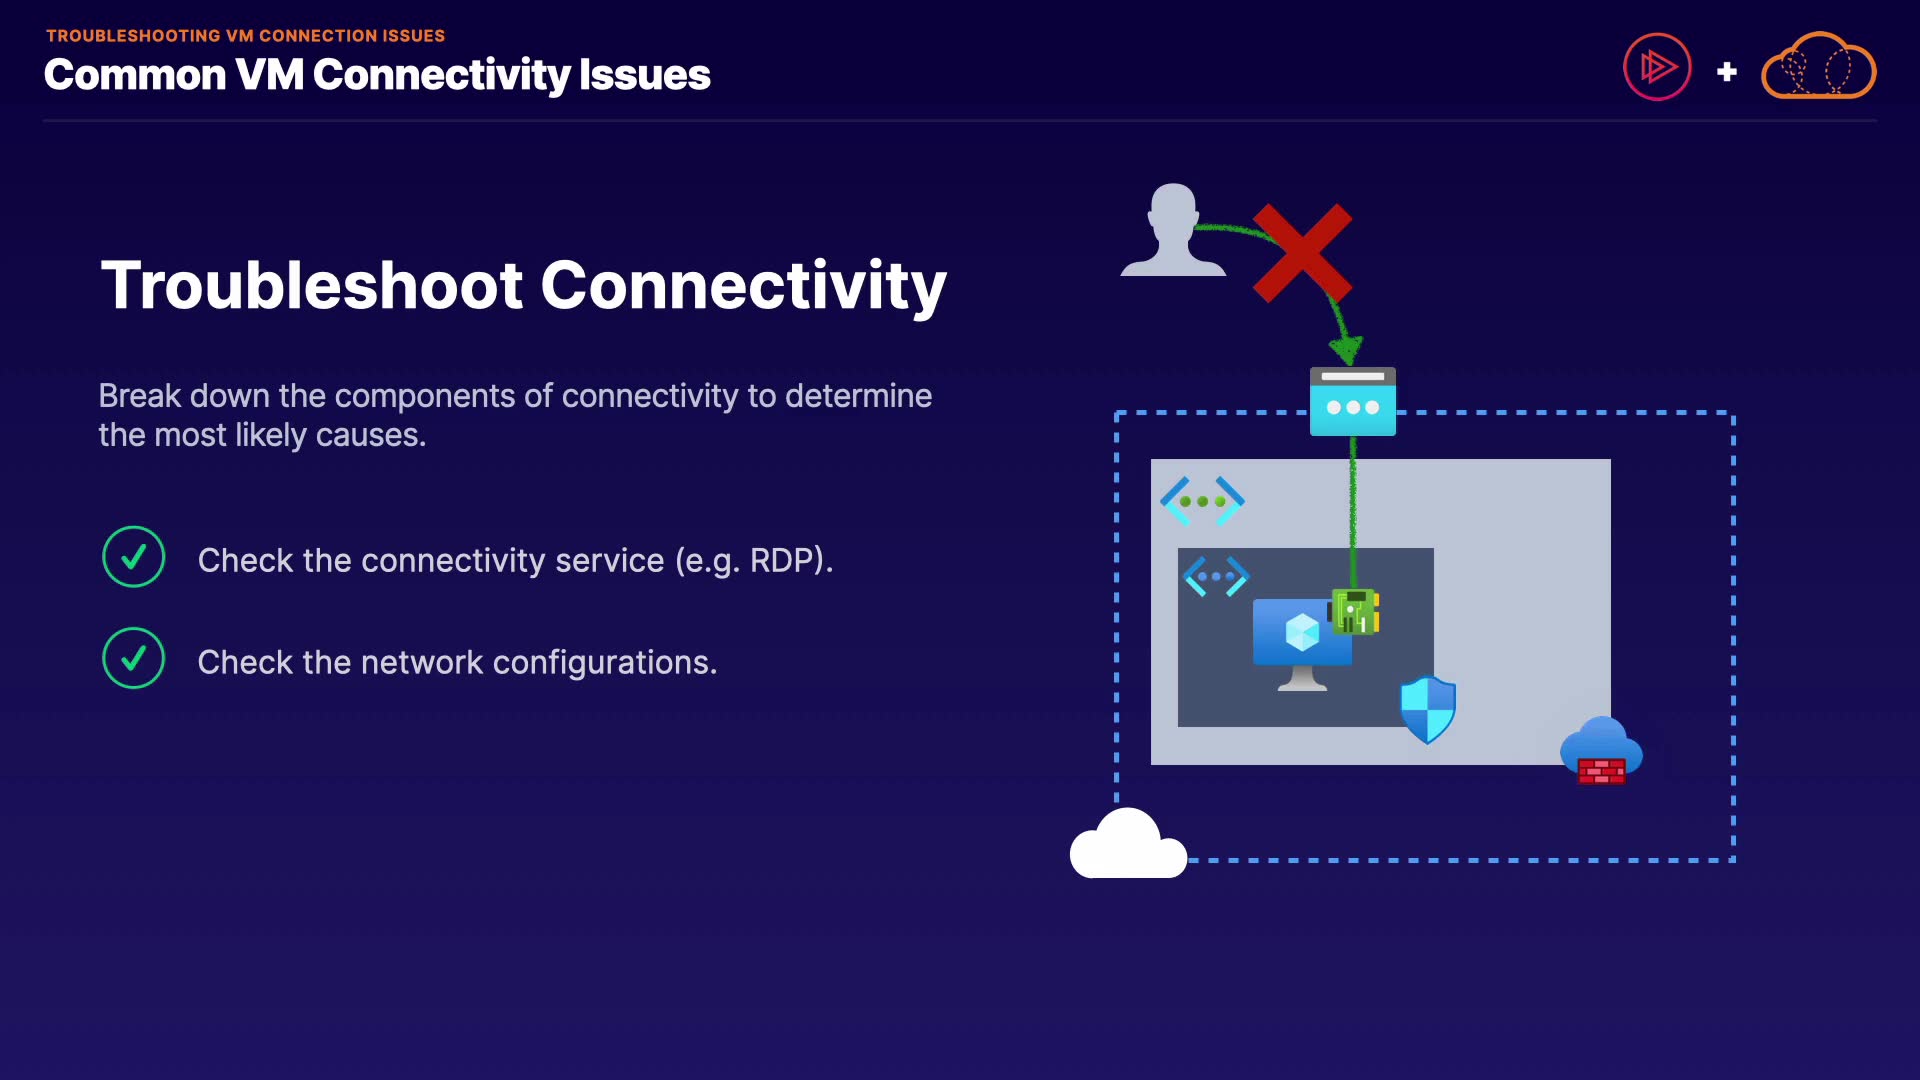 TROUBLESHOOTING VM CONNECTION ISSUES
Common VM Connectivity Issues
Troubleshoot Connectivity
Break down the components of connectivity to determine
the most likely causes.
Check the connectivity service (e.g. RDP).
Check the network configurations.